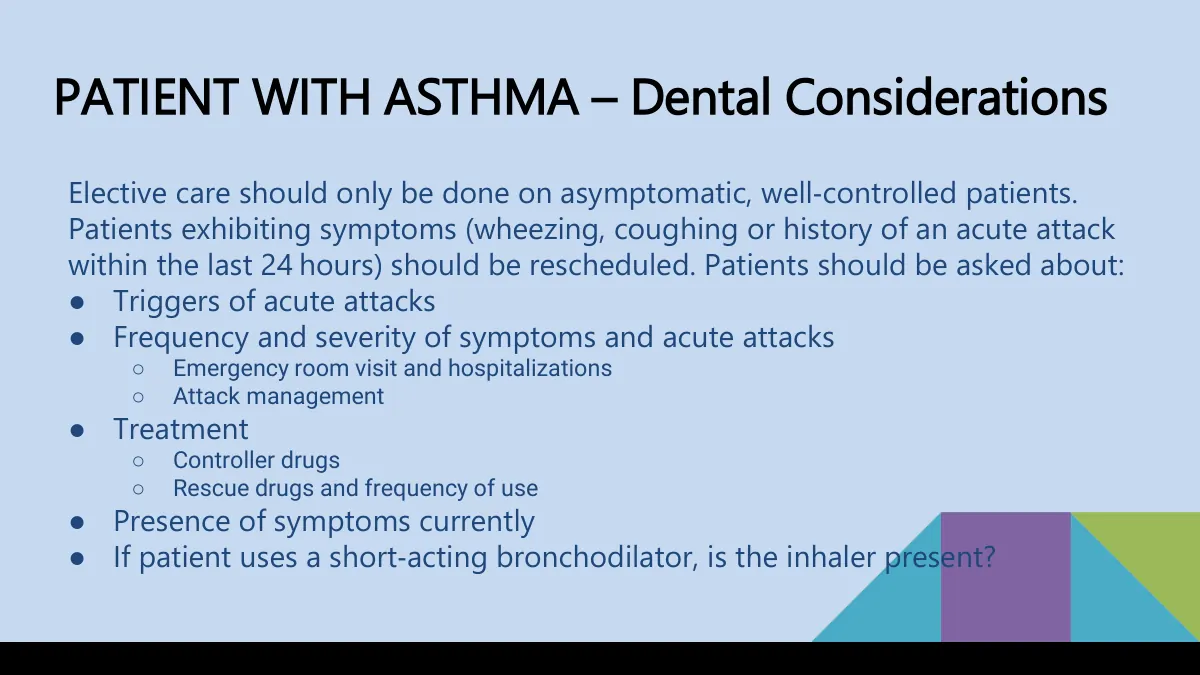 PATIENT WITH ASTHMA – Dental Considerations
Elective care should only be done on asymptomatic, well-controlled patients.
Patients exhibiting symptoms (wheezing, coughing or history of an acute attack
within the last 24 hours) should be rescheduled. Patients should be asked about:
● Triggers of acute attacks
● Frequency and severity of symptoms and acute attacks
○ Emergency room visit and hospitalizations
○ Attack management
● Treatment
○ Controller drugs
○ Rescue drugs and frequency of use
● Presence of symptoms currently
● If patient uses a short-acting bronchodilator, is the inhaler present?